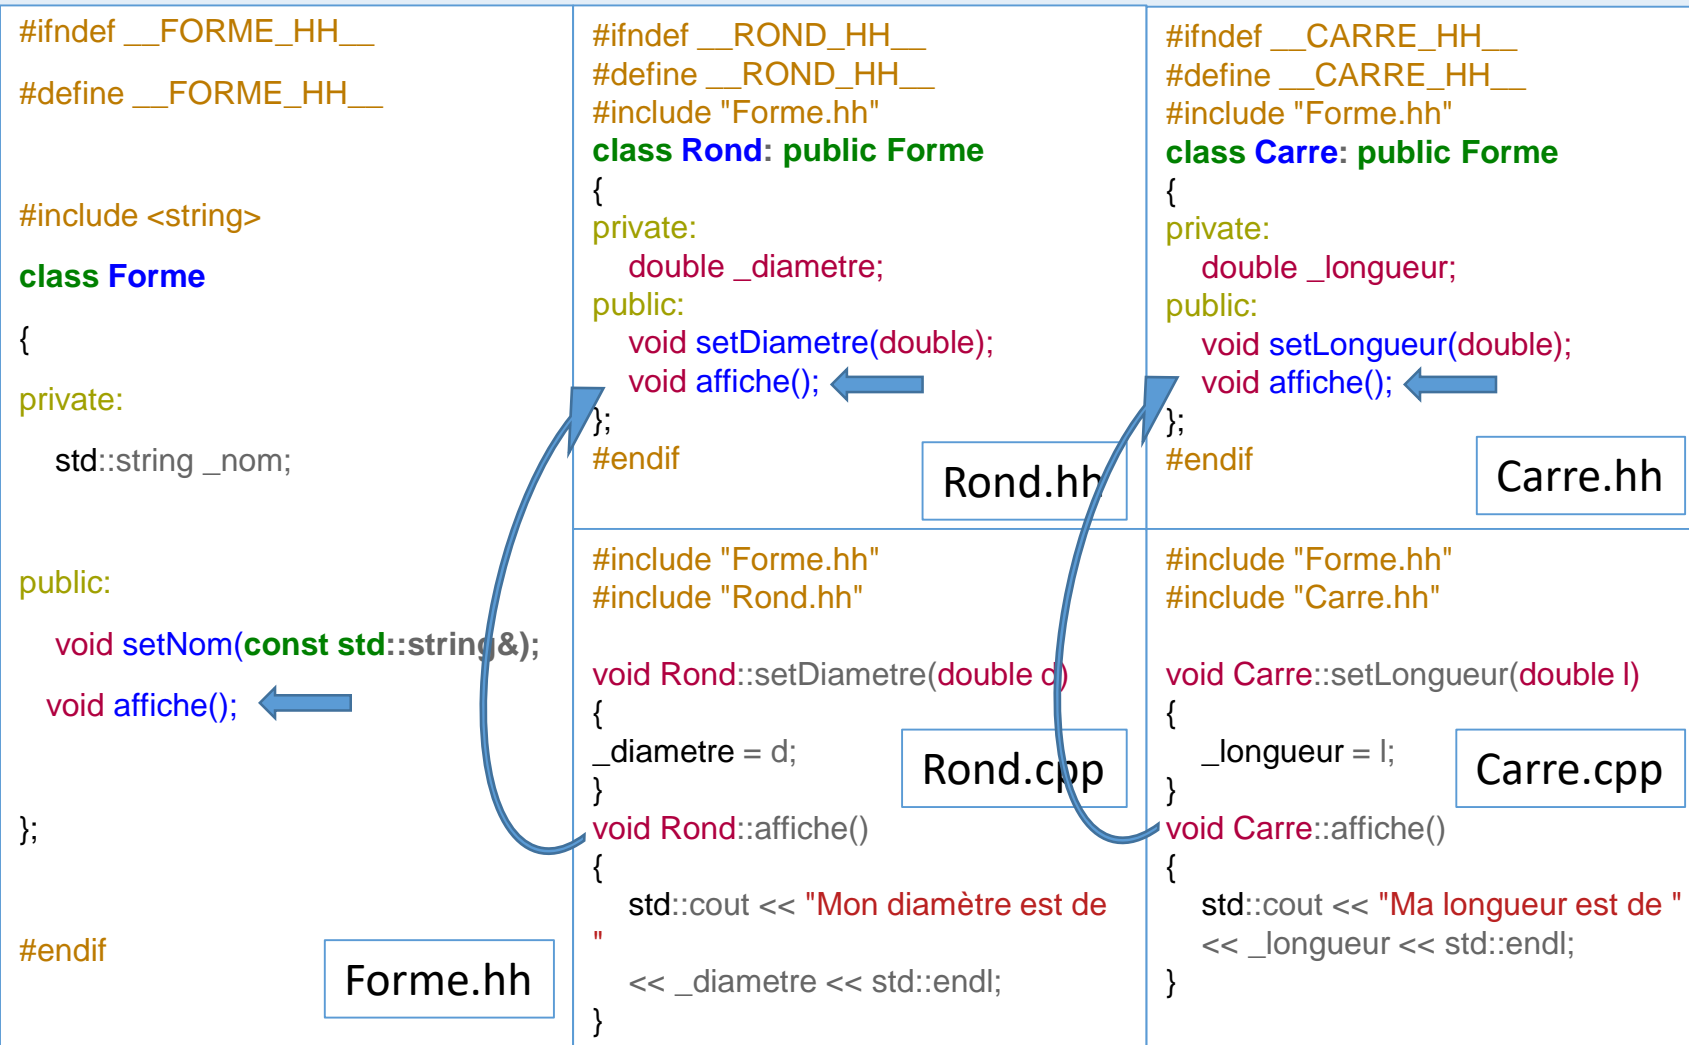 #ifndef __FORME_HH__
#define __FORME_HH__
#include <string>
class Forme
{
private:
std::string _nom;
public:
void setNom(const std::string&);
void affiche();
};
#endif
Forme.hh
#ifndef __ROND_HH__
#define __ROND_HH__
#include "Forme.hh"
class Rond: public Forme
{
private:
double _diametre;
public:
void setDiametre(double);
void affiche();
};
#endif
Rond.hh
#include "Forme.hh"
#include "Rond.hh"
void Rond::setDiametre(double d)
{
_diametre = d;
}
void Rond::affiche()
{
std::cout << "Mon diamètre est de
"
<< _diametre << std::endl;
}
Rond.cpp
#ifndef __CARRE_HH__
#define __CARRE_HH__
#include "Forme.hh"
class Carre: public Forme
{
private:
double _longueur;
public:
void setLongueur(double);
void affiche();
};
#endif
Carre.hh
#include "Forme.hh"
#include "Carre.hh"
void Carre::setLongueur(double l)
{
_longueur = l;
}
void Carre::affiche()
{
std::cout << "Ma longueur est de "
<< _longueur << std::endl;
}
Carre.cpp